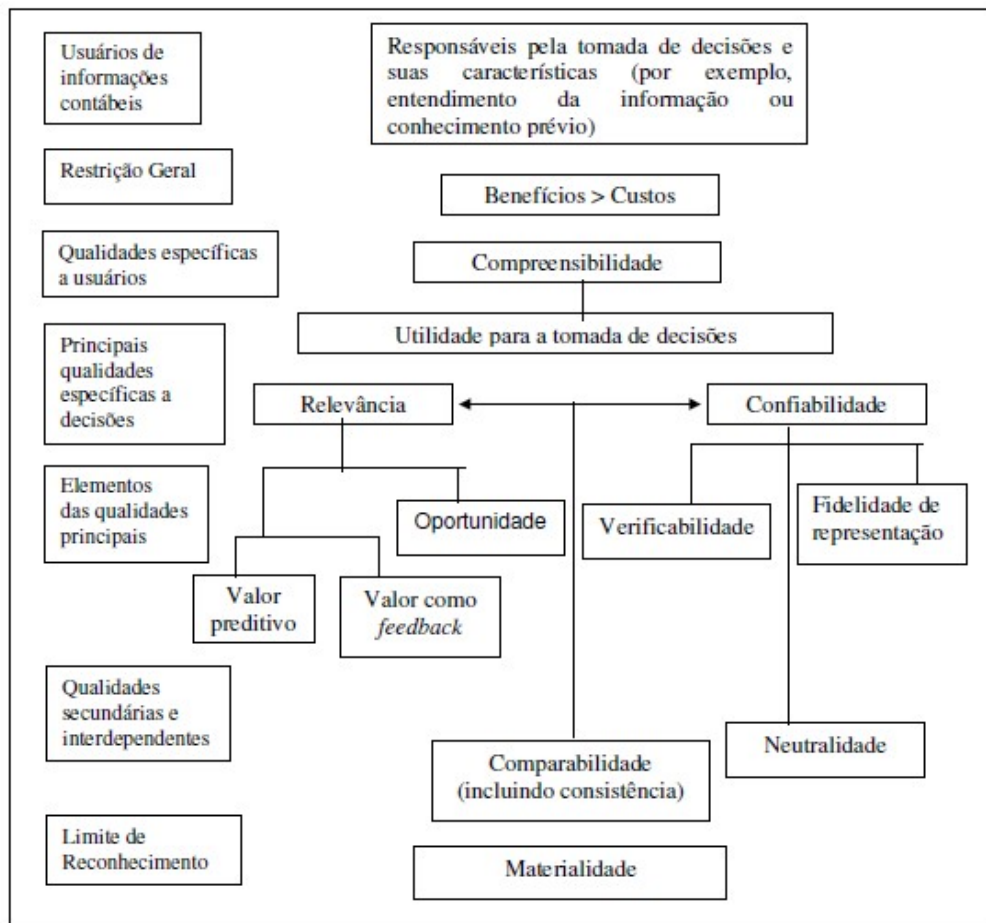 Usuários de
informações
contábeis
Responsáveis pela tomada de decisões e
suas características (por exemplo,
entendimento da informação ou
conhecimento prévio)
Restrição Geral
Benefícios > Custos
Qualidades específicas
a usuários
Compreensibilidade
Utilidade para a tomada de decisões
Principais
qualidades
específicas a
decisões
Relevância
Confiabilidade
Elementos
das qualidades
principais
Oportunidade
Verificabilidade
Fidelidade de
representação
Valor
preditivo
Valor como
feedback
Qualidades
secundárias e
interdependentes
Neutralidade
Comparabilidade
(incluindo consistência)
Limite de
Reconhecimento
Materialidade